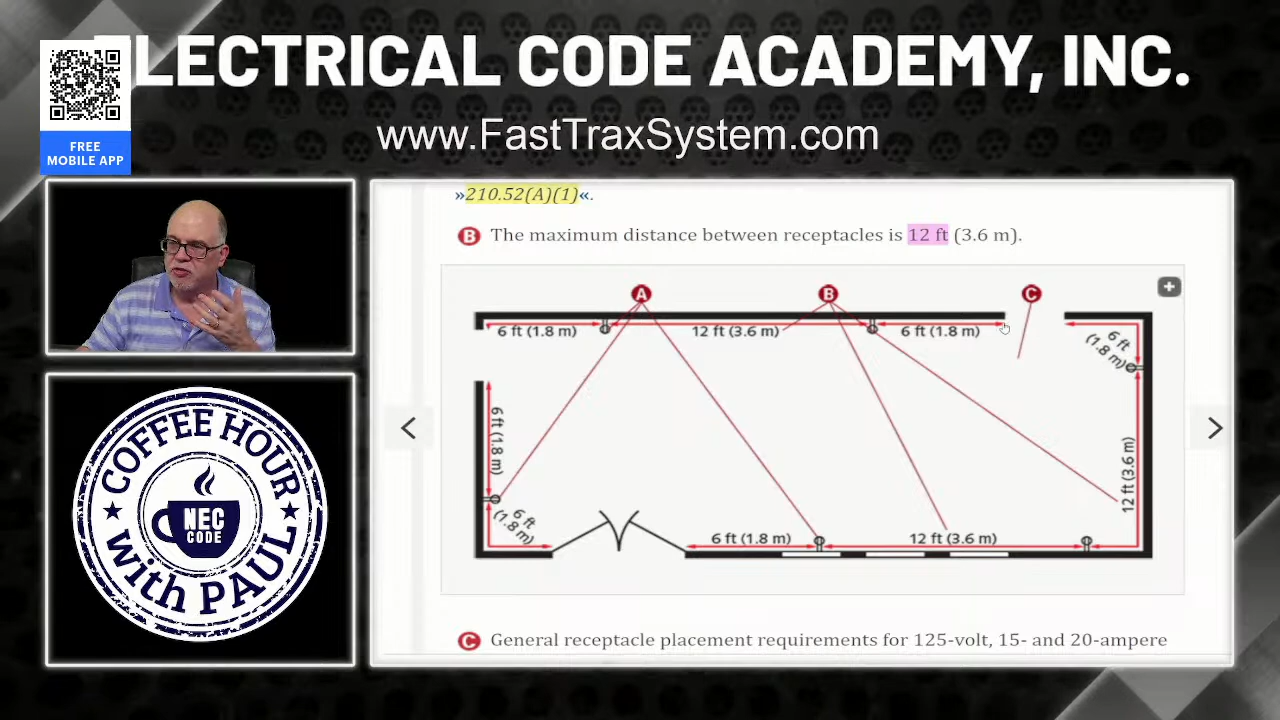 ELECTRICAL CODE ACADEMY, INC.
www.FastTraxSystem.com
FREE
MOBILE APP
»210.52(A)(1)«.
B The maximum distance between receptacles is 12 ft (3.6 m).
A B C
6 ft (1.8 m) 12 ft (3.6 m) 6 ft (1.8 m)
6 ft
(1.8 m)
6 ft (1.8 m)
12 ft (3.6 m)
6 ft
(1.8 m)
6 ft (1.8 m) 12 ft (3.6 m)
C General receptacle placement requirements for 125-volt, 15- and 20-ampere
COFFEE HOUR
NEC
CODE
with PAUL